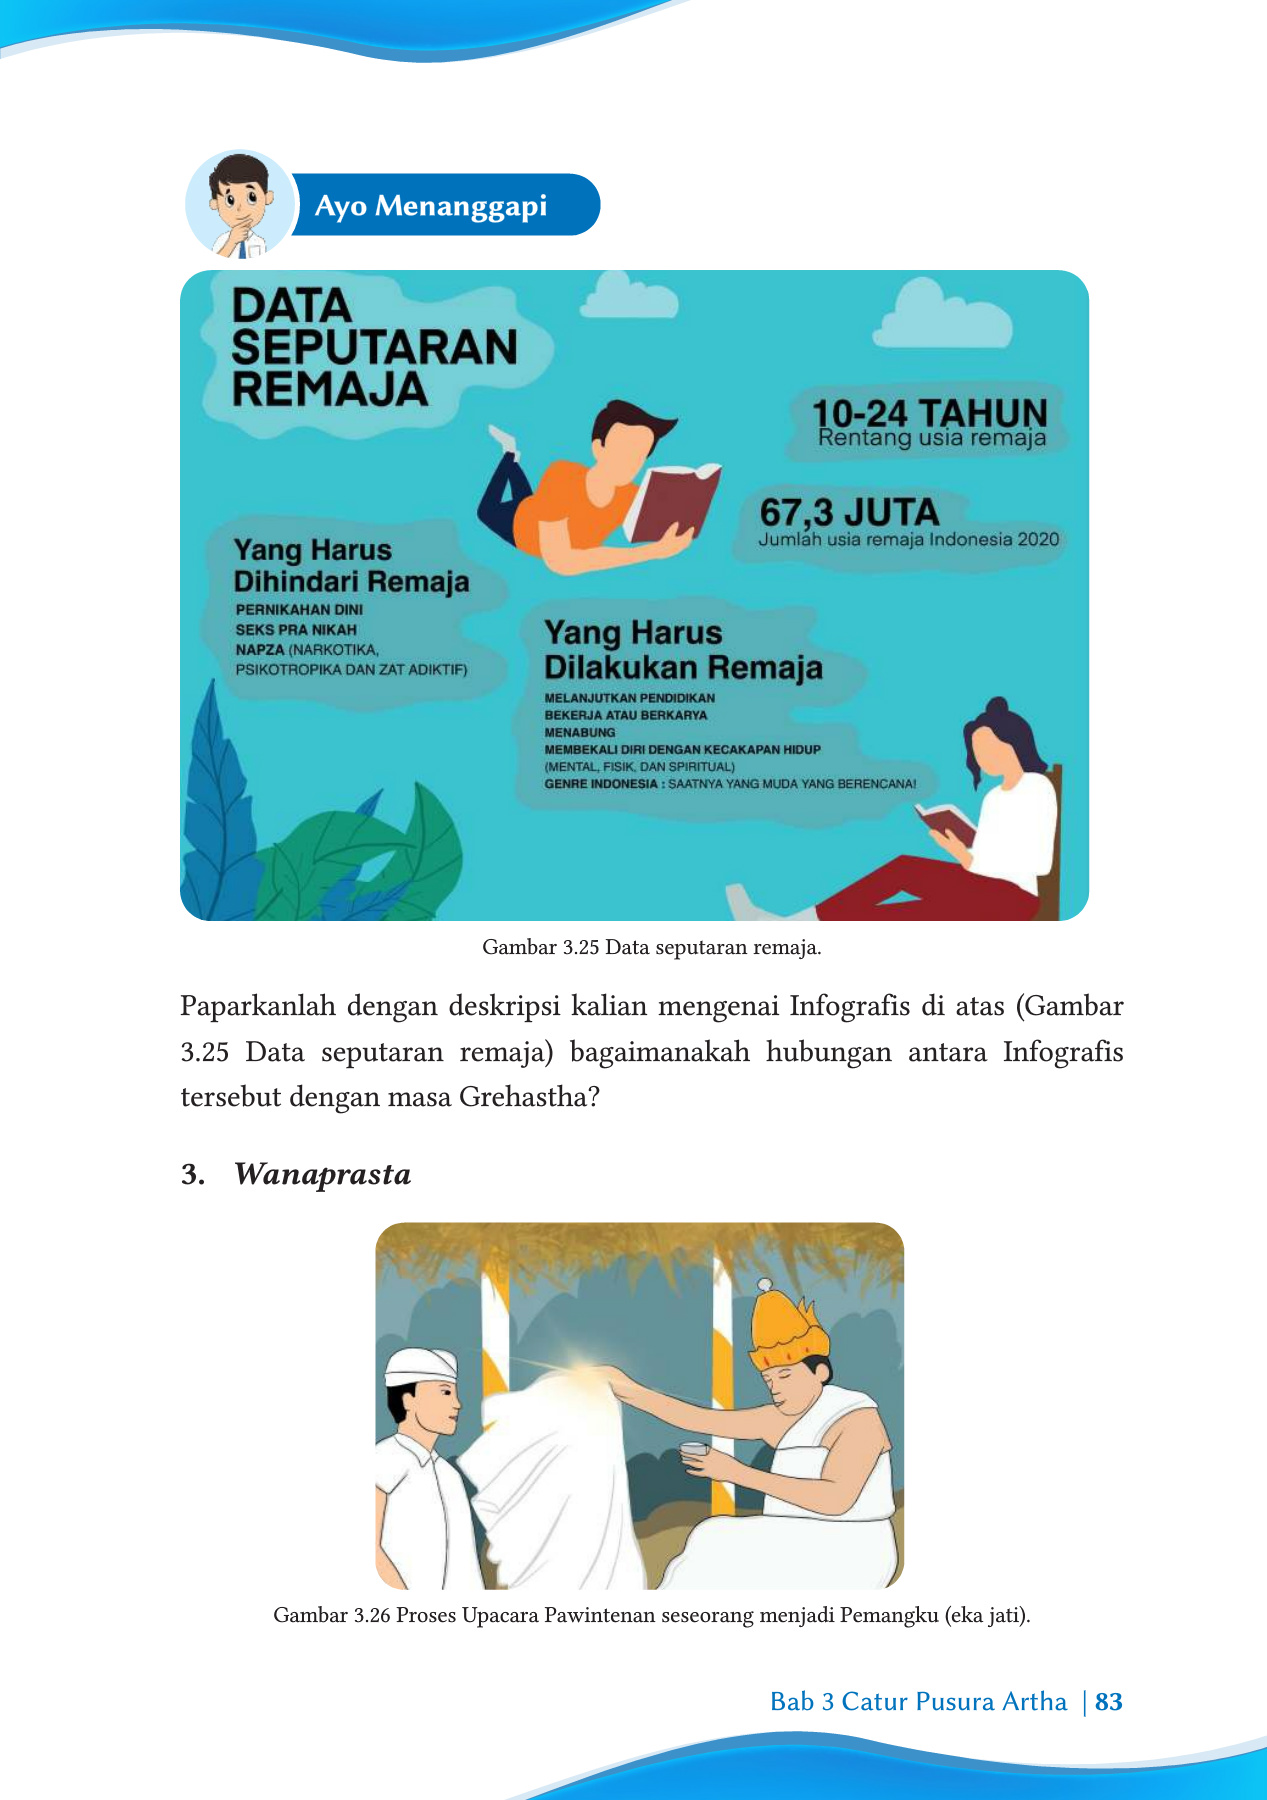 Ayo Menanggapi
DATA
SEPUTARAN
REMAJA
10-24 TAHUN
Rentang usia remaja
67,3 JUTA
Jumlah usia remaja Indonesia 2020
Yang Harus
Dihindari Remaja
PERNIKAHAN DINI
SEKS PRA NIKAH
NAPZA (NARKOTIKA,
PSIKOTROPIKA DAN ZAT ADIKTIF)
Yang Harus
Dilakukan Remaja
MELANJUTKAN PENDIDIKAN
BEKERJA ATAU BERKARYA
MENABUNG
MEMBEKALI DIRI DENGAN KECAKAPAN HIDUP
(MENTAL, FISIK, DAN SPIRITUAL)
GENRE INDONESIA : SAATNYA YANG MUDA YANG BERENCANA!
Gambar 3.25 Data seputaran remaja.
Paparkanlah dengan deskripsi kalian mengenai Infografis di atas (Gambar
3.25 Data seputaran remaja) bagaimanakah hubungan antara Infografis
tersebut dengan masa Grehastha?
3. Wanaprasta
Gambar 3.26 Proses Upacara Pawintenan seseorang menjadi Pemangku (eka jati).
Bab 3 Catur Pusura Artha | 83